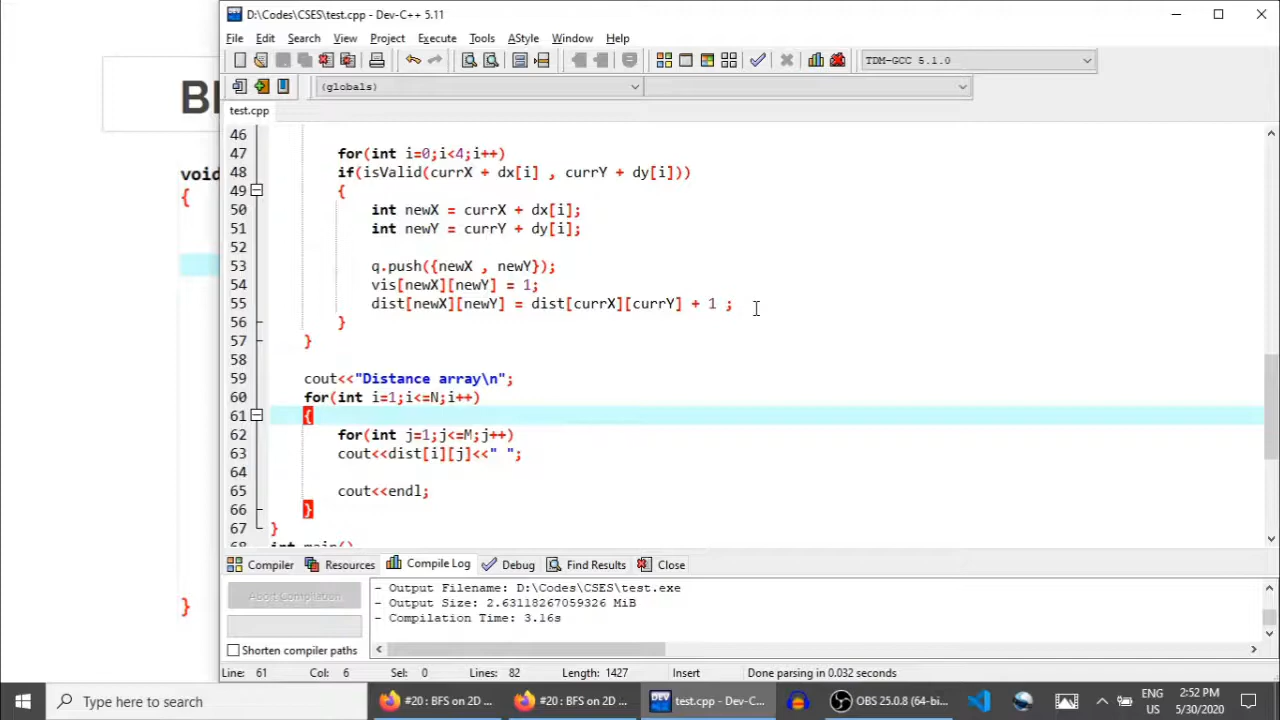 D:\Codes\CSES\test.cpp - Dev-C++ 5.11
File Edit Search View Project Execute Tools AStyle Window Help
TDM-GCC 5.1.0
(globals)
test.cpp
void
{
}
46
47 for(int i=0;i<4;i++)
48 if(isValid(currX + dx[i] , currY + dy[i]))
49 {
50 int newX = currX + dx[i];
51 int newY = currY + dy[i];
52
53 q.push({newX , newY});
54 vis[newX][newY] = 1;
55 dist[newX][newY] = dist[currX][currY] + 1 ;
56 }
57 }
58
59 cout<<"Distance array\n";
60 for(int i=1;i<=N;i++)
61 {
62 for(int j=1;j<=M;j++)
63 cout<<dist[i][j]<<" ";
64
65 cout<<endl;
66 }
67 }
68 int main()
Compiler Resources Compile Log Debug Find Results Close
Abort Compilation
Shorten compiler paths
- Output Filename: D:\Codes\CSES\test.exe
- Output Size: 2.63118267059326 MiB
- Compilation Time: 3.16s
Line: 61 Col: 6 Sel: 0 Lines: 82 Length: 1427 Insert Done parsing in 0.032 seconds
Type here to search
#20 : BFS on 2D ...
#20 : BFS on 2D ...
test.cpp - Dev-C...
OBS 25.0.8 (64-bi...
ENG
US
2:52 PM
5/30/2020